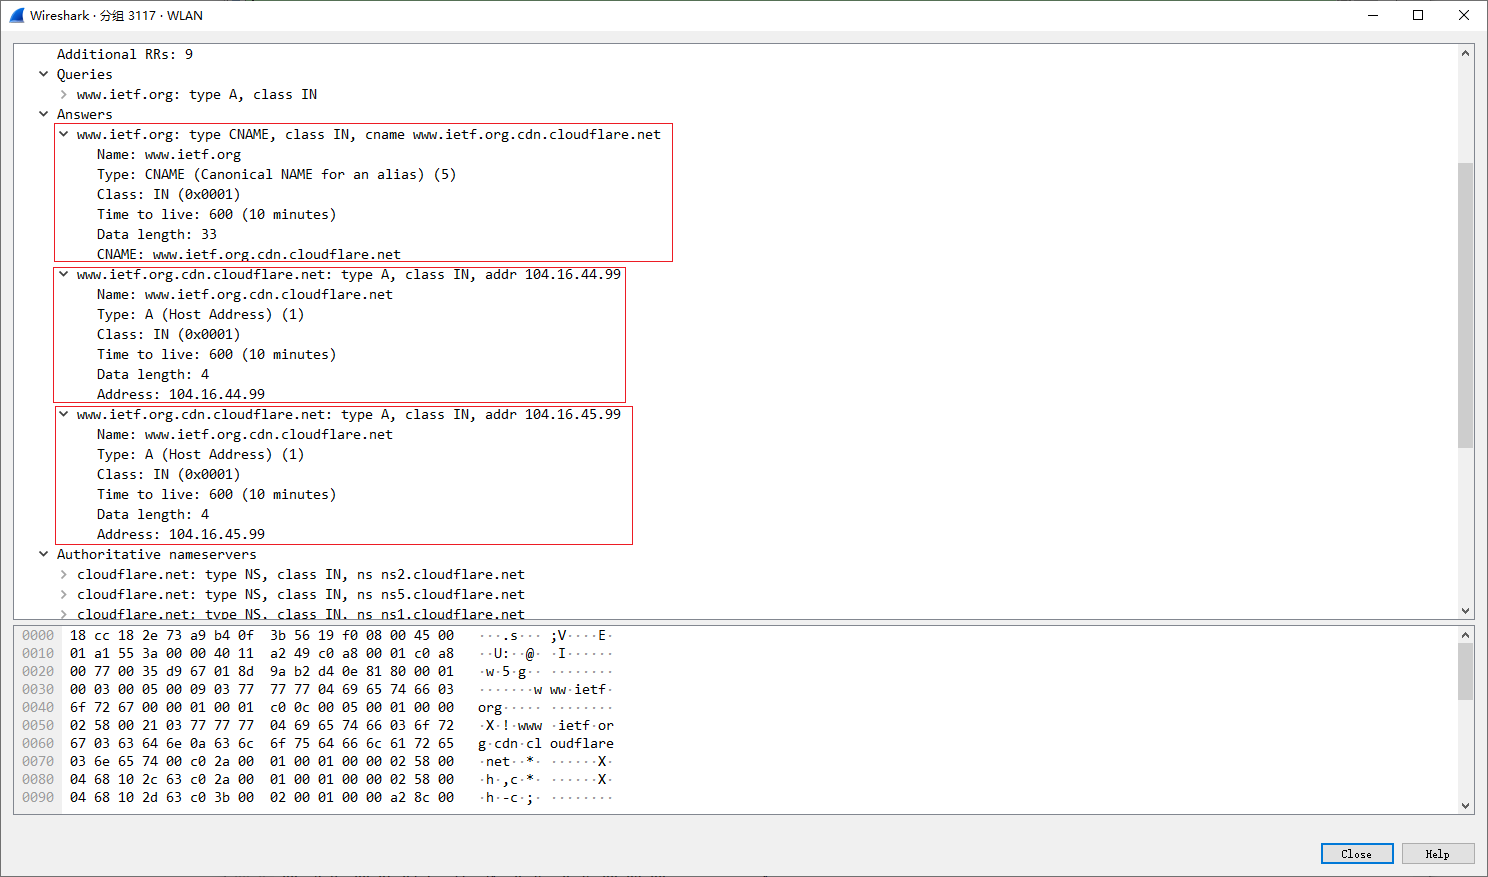 Wireshark · 分组 3117 · WLAN
Additional RRs: 9
Queries
www.ietf.org: type A, class IN
Answers
www.ietf.org: type CNAME, class IN, cname www.ietf.org.cdn.cloudflare.net
Name: www.ietf.org
Type: CNAME (Canonical NAME for an alias) (5)
Class: IN (0x0001)
Time to live: 600 (10 minutes)
Data length: 33
CNAME: www.ietf.org.cdn.cloudflare.net
www.ietf.org.cdn.cloudflare.net: type A, class IN, addr 104.16.44.99
Name: www.ietf.org.cdn.cloudflare.net
Type: A (Host Address) (1)
Class: IN (0x0001)
Time to live: 600 (10 minutes)
Data length: 4
Address: 104.16.44.99
www.ietf.org.cdn.cloudflare.net: type A, class IN, addr 104.16.45.99
Name: www.ietf.org.cdn.cloudflare.net
Type: A (Host Address) (1)
Class: IN (0x0001)
Time to live: 600 (10 minutes)
Data length: 4
Address: 104.16.45.99
Authoritative nameservers
cloudflare.net: type NS, class IN, ns ns2.cloudflare.net
cloudflare.net: type NS, class IN, ns ns5.cloudflare.net
cloudflare.net: type NS, class IN, ns ns1.cloudflare.net
0000 18 cc 18 2e 73 a9 b4 0f 3b 56 19 f0 08 00 45 00 ···.s··· ;V····E·
0010 01 a1 55 3a 00 00 40 11 a2 49 c0 a8 00 01 c0 a8 ··U:··@· ·I······
0020 00 77 00 35 d9 67 01 8d 9a b2 d4 0e 81 80 00 01 ·w·5·g·· ········
0030 00 03 00 05 00 09 03 77 77 77 04 69 65 74 66 03 ·······w ww·ietf·
0040 6f 72 67 00 00 01 00 01 c0 0c 00 05 00 01 00 00 org····· ········
0050 02 58 00 21 03 77 77 77 04 69 65 74 66 03 6f 72 ·X·!·www ·ietf·or
0060 67 03 63 64 6e 0a 63 6c 6f 75 64 66 6c 61 72 65 g·cdn·cl oudflare
0070 03 6e 65 74 00 c0 2a 00 01 00 01 00 00 02 58 00 ·net··*· ······X·
0080 04 68 10 2c 63 c0 2a 00 01 00 01 00 00 02 58 00 ·h·,c·*· ······X·
0090 04 68 10 2d 63 c0 3b 00 02 00 01 00 00 a2 8c 00 ·h·-c·;· ········
Close Help